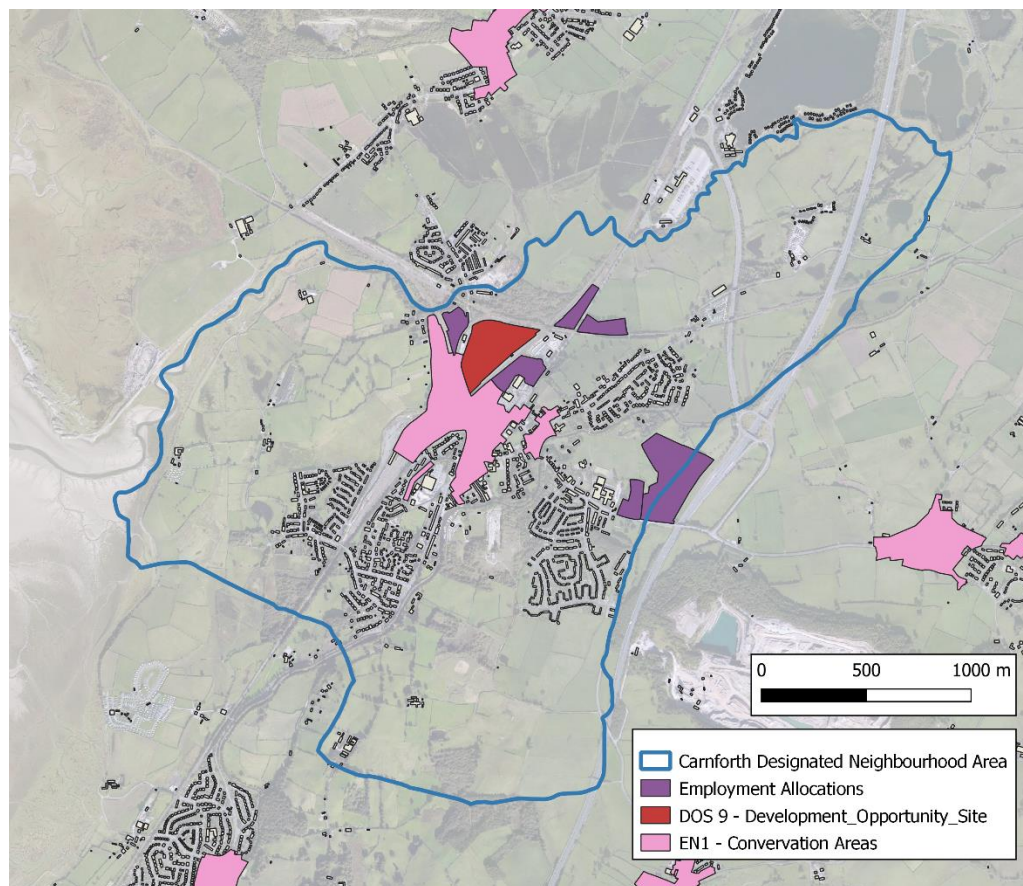 0 500 1000 m
Carnforth Designated Neighbourhood Area
Employment Allocations
DOS 9 - Development_Opportunity_Site
EN1 - Convervation Areas